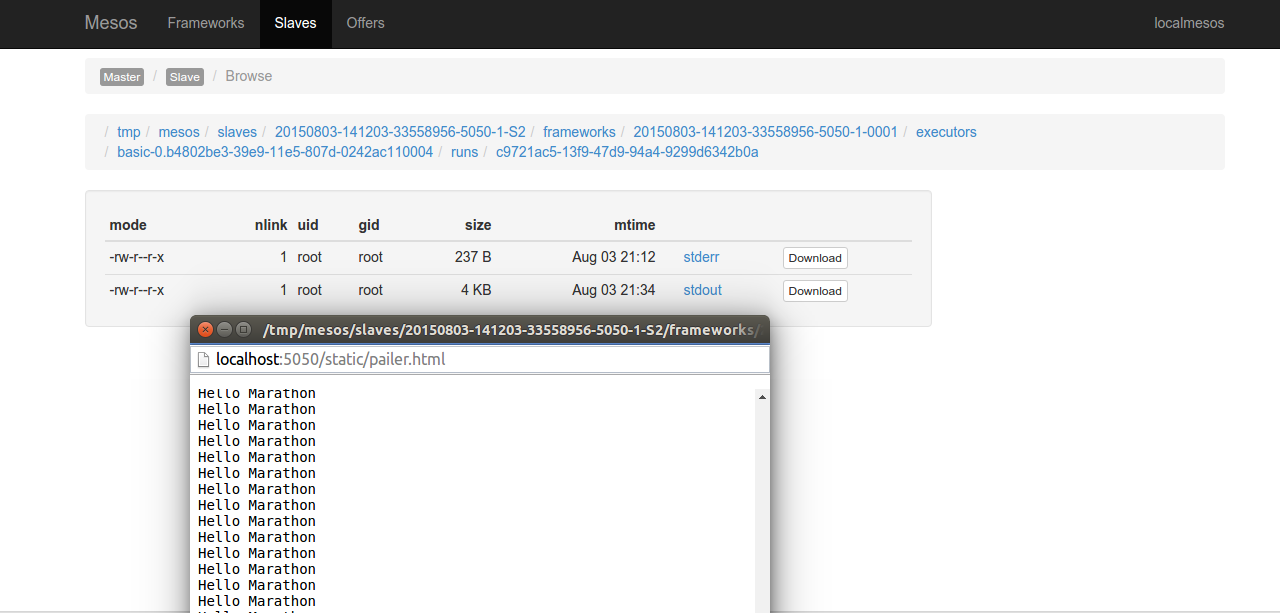 Mesos Frameworks Slaves Offers localmesos
Master / Slave / Browse
/ tmp / mesos / slaves / 20150803-141203-33558956-5050-1-S2 / frameworks / 20150803-141203-33558956-5050-1-0001 / executors
/ basic-0.b4802be3-39e9-11e5-807d-0242ac110004 / runs / c9721ac5-13f9-47d9-94a4-9299d6342b0a
mode nlink uid gid size mtime
-rw-r--r-x 1 root root 237 B Aug 03 21:12 stderr Download
-rw-r--r-x 1 root root 4 KB Aug 03 21:34 stdout Download
/tmp/mesos/slaves/20150803-141203-33558956-5050-1-S2/frameworks/
localhost:5050/static/pailer.html
Hello Marathon
Hello Marathon
Hello Marathon
Hello Marathon
Hello Marathon
Hello Marathon
Hello Marathon
Hello Marathon
Hello Marathon
Hello Marathon
Hello Marathon
Hello Marathon
Hello Marathon
Hello Marathon